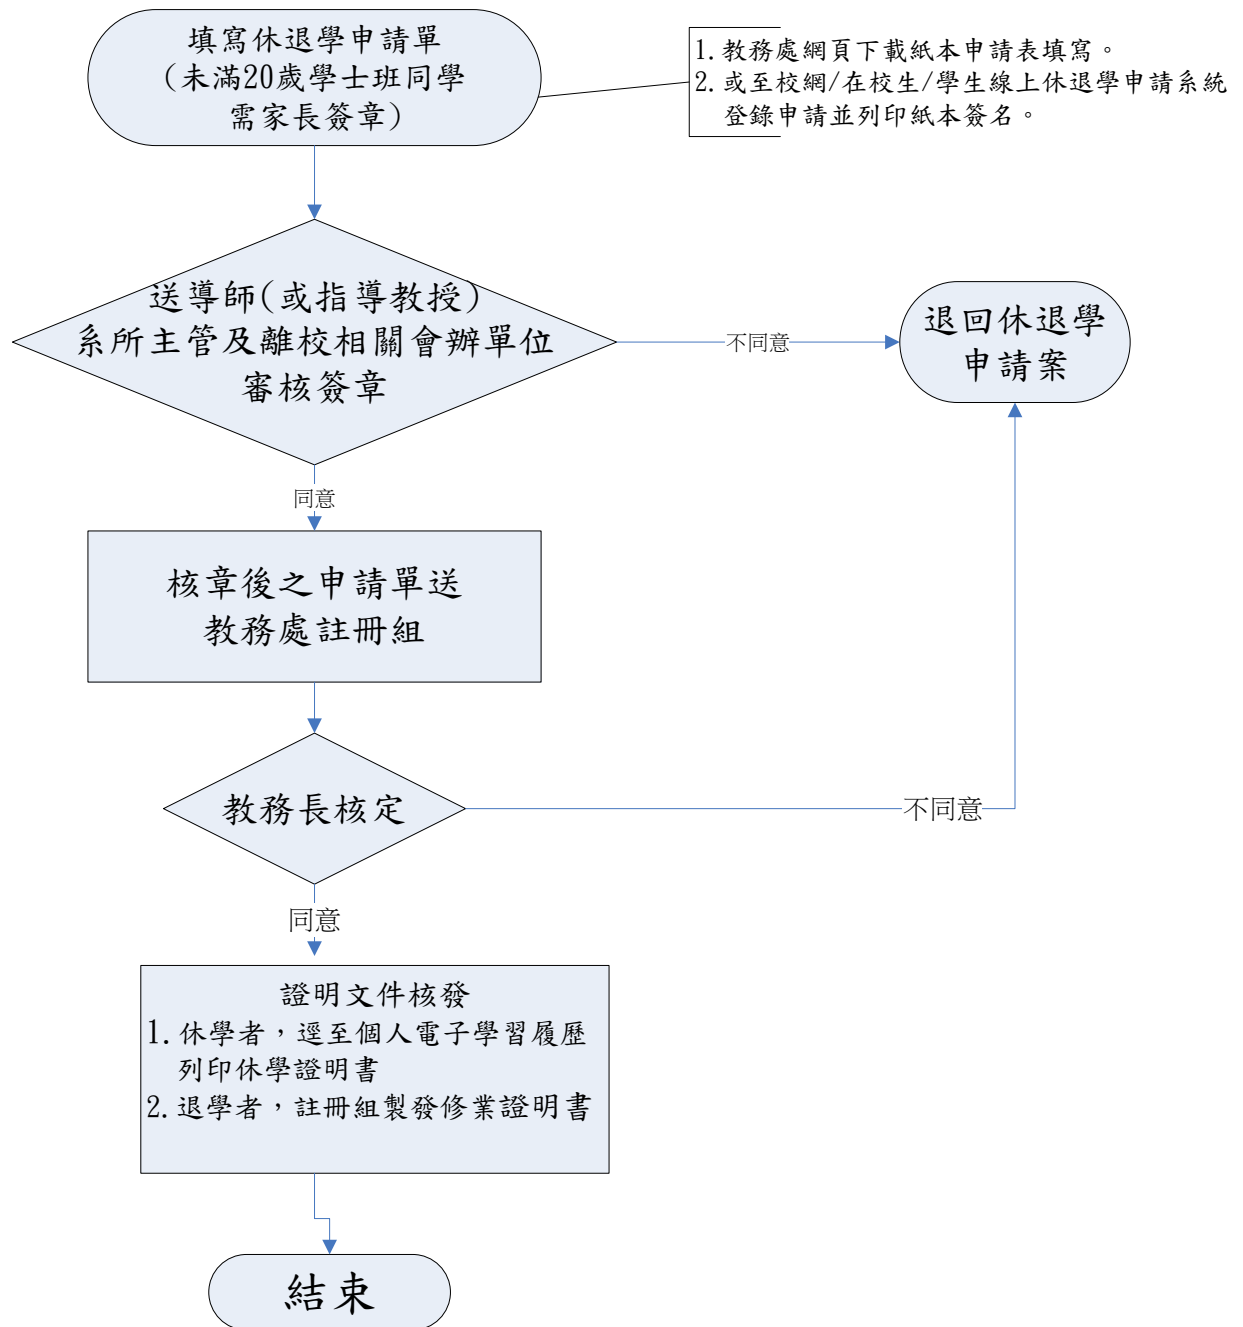 填寫休退學申請單
(未滿20歲學士班同學
需家長簽章)
1. 教務處網頁下載紙本申請表填寫。
2. 或至校網/在校生/學生線上休退學申請系統
登錄申請並列印紙本簽名。
送導師(或指導教授)
系所主管及離校相關會辦單位
審核簽章
不同意
退回休退學
申請案
同意
核章後之申請單送
教務處註冊組
教務長核定
不同意
同意
證明文件核發
1. 休學者，逕至個人電子學習履歷
列印休學證明書
2. 退學者，註冊組製發修業證明書
結束